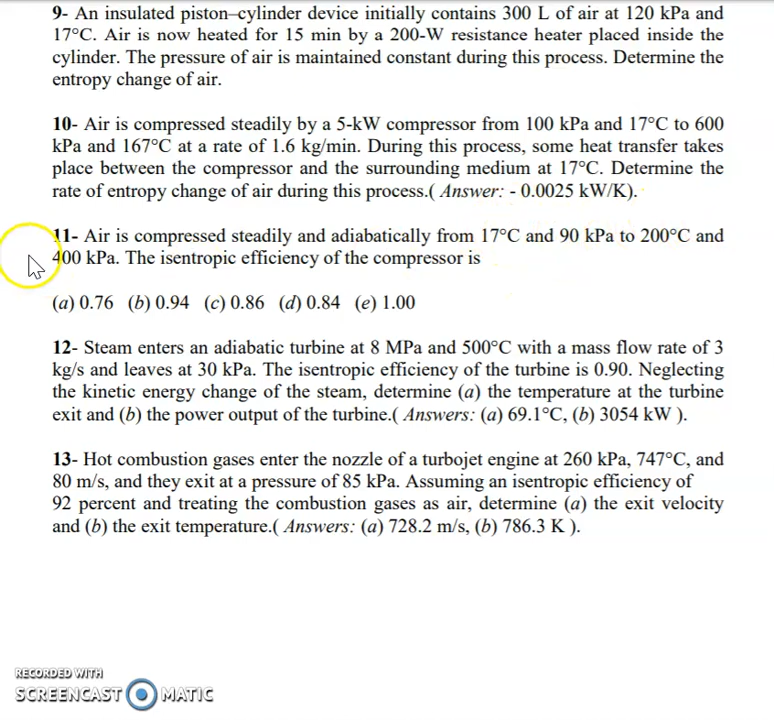 9- An insulated piston–cylinder device initially contains 300 L of air at 120 kPa and
17°C. Air is now heated for 15 min by a 200-W resistance heater placed inside the
cylinder. The pressure of air is maintained constant during this process. Determine the
entropy change of air.
10- Air is compressed steadily by a 5-kW compressor from 100 kPa and 17°C to 600
kPa and 167°C at a rate of 1.6 kg/min. During this process, some heat transfer takes
place between the compressor and the surrounding medium at 17°C. Determine the
rate of entropy change of air during this process.( Answer: - 0.0025 kW/K).
11- Air is compressed steadily and adiabatically from 17°C and 90 kPa to 200°C and
400 kPa. The isentropic efficiency of the compressor is
(a) 0.76 (b) 0.94 (c) 0.86 (d) 0.84 (e) 1.00
12- Steam enters an adiabatic turbine at 8 MPa and 500°C with a mass flow rate of 3
kg/s and leaves at 30 kPa. The isentropic efficiency of the turbine is 0.90. Neglecting
the kinetic energy change of the steam, determine (a) the temperature at the turbine
exit and (b) the power output of the turbine.( Answers: (a) 69.1°C, (b) 3054 kW ).
13- Hot combustion gases enter the nozzle of a turbojet engine at 260 kPa, 747°C, and
80 m/s, and they exit at a pressure of 85 kPa. Assuming an isentropic efficiency of
92 percent and treating the combustion gases as air, determine (a) the exit velocity
and (b) the exit temperature.( Answers: (a) 728.2 m/s, (b) 786.3 K ).
RECORDED WITH
SCREENCAST MATIC